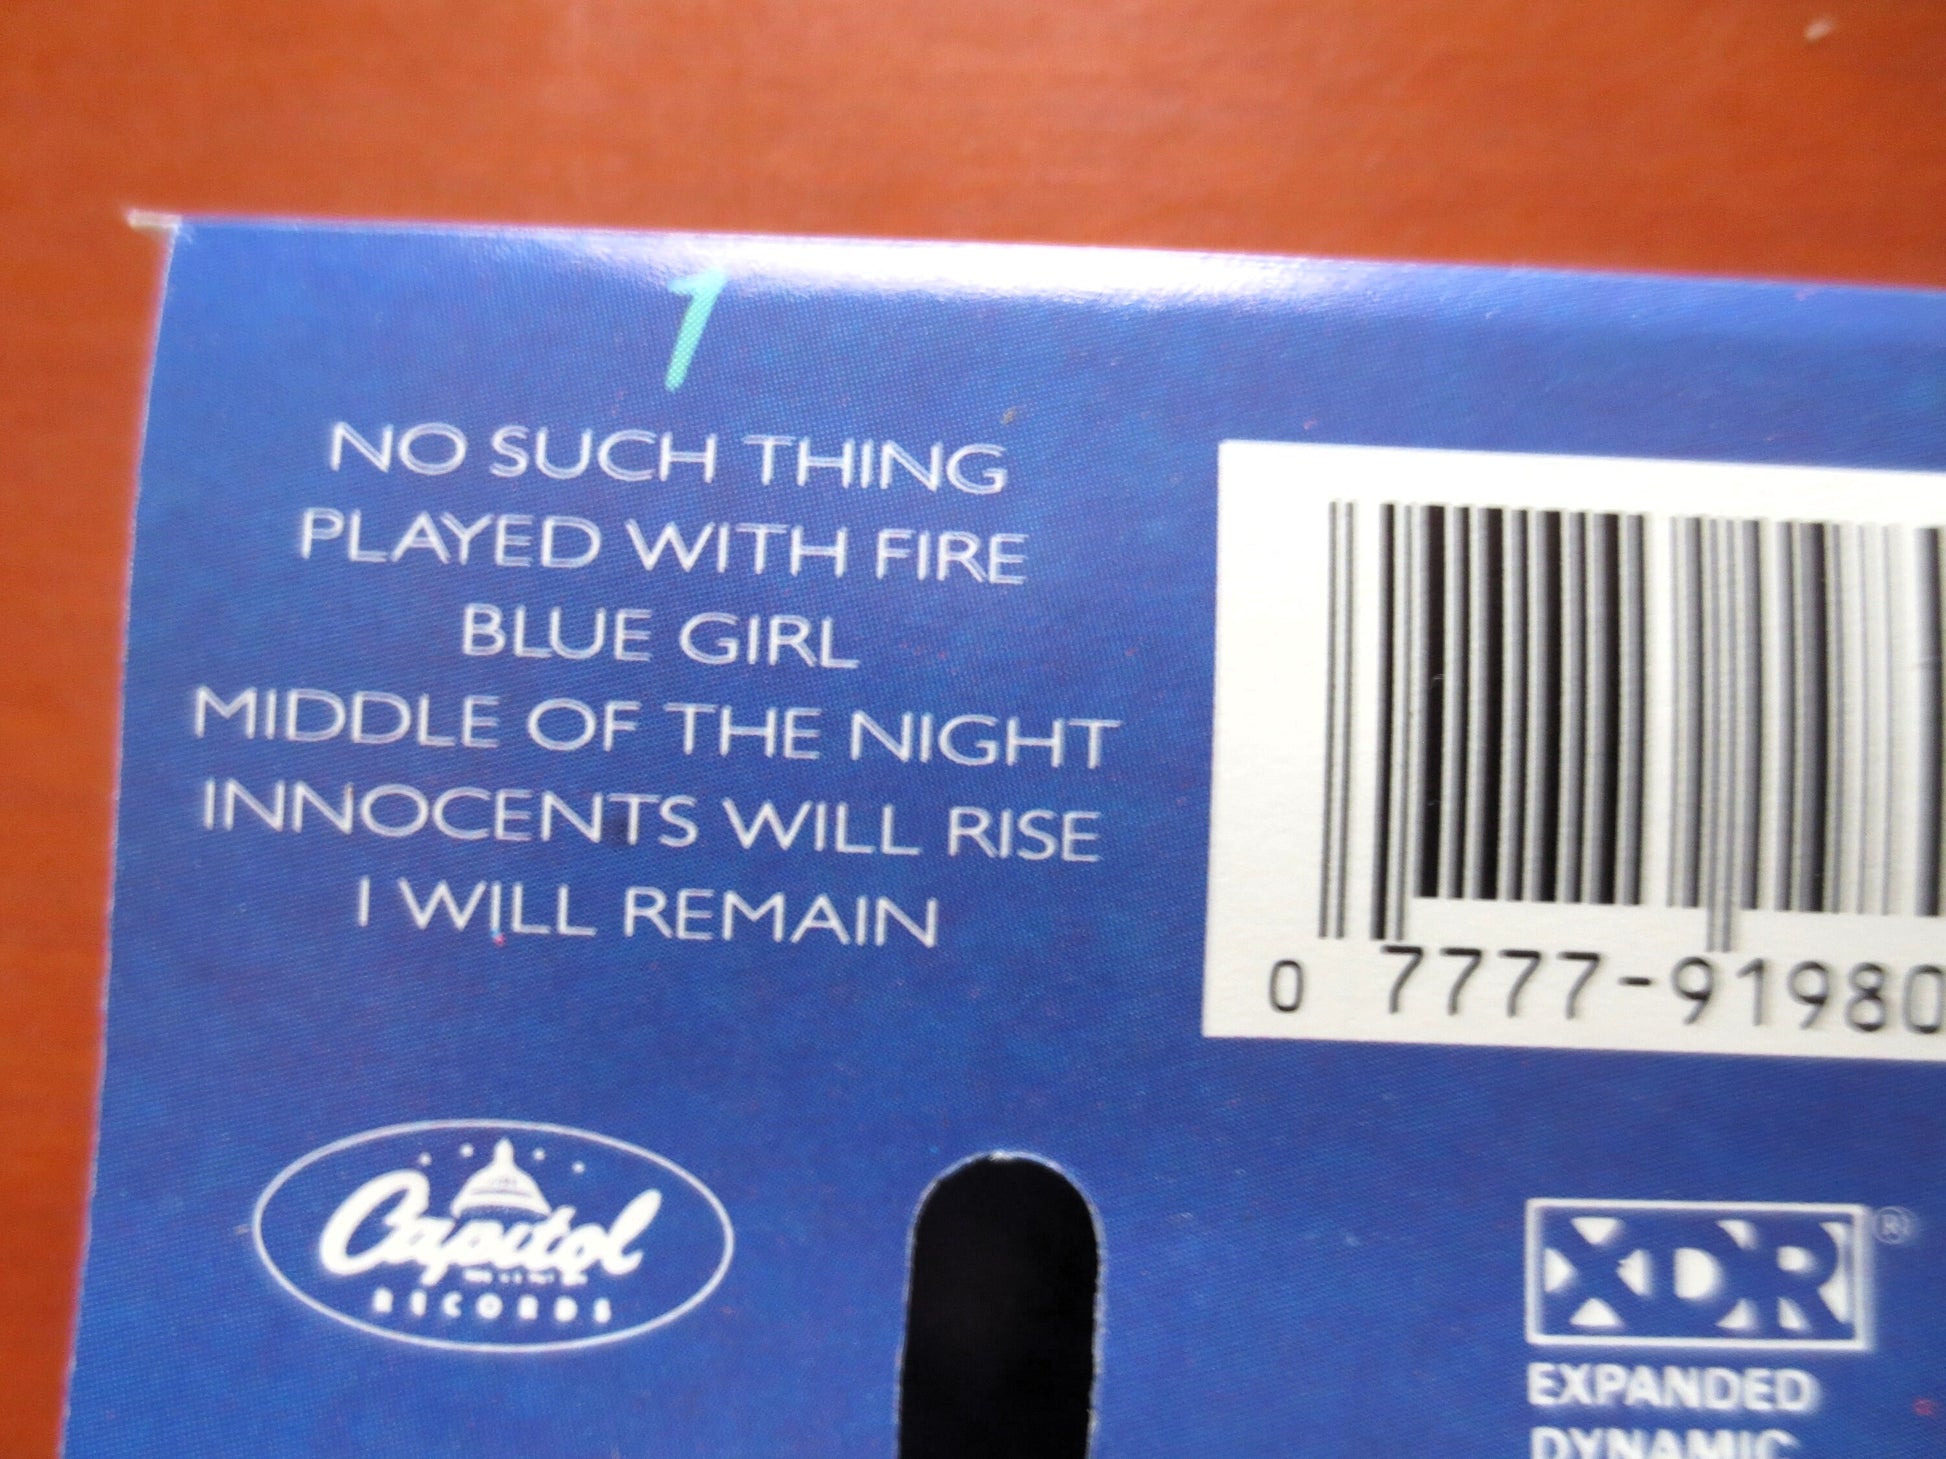 1
NO SUCH THING
PLAYED WITH FIRE
BLUE GIRL
MIDDLE OF THE NIGHT
INNOCENTS WILL RISE
I WILL REMAIN
0 7777-91980
Capitol
RECORDS
XDR®
EXPANDED
DYNAMIC